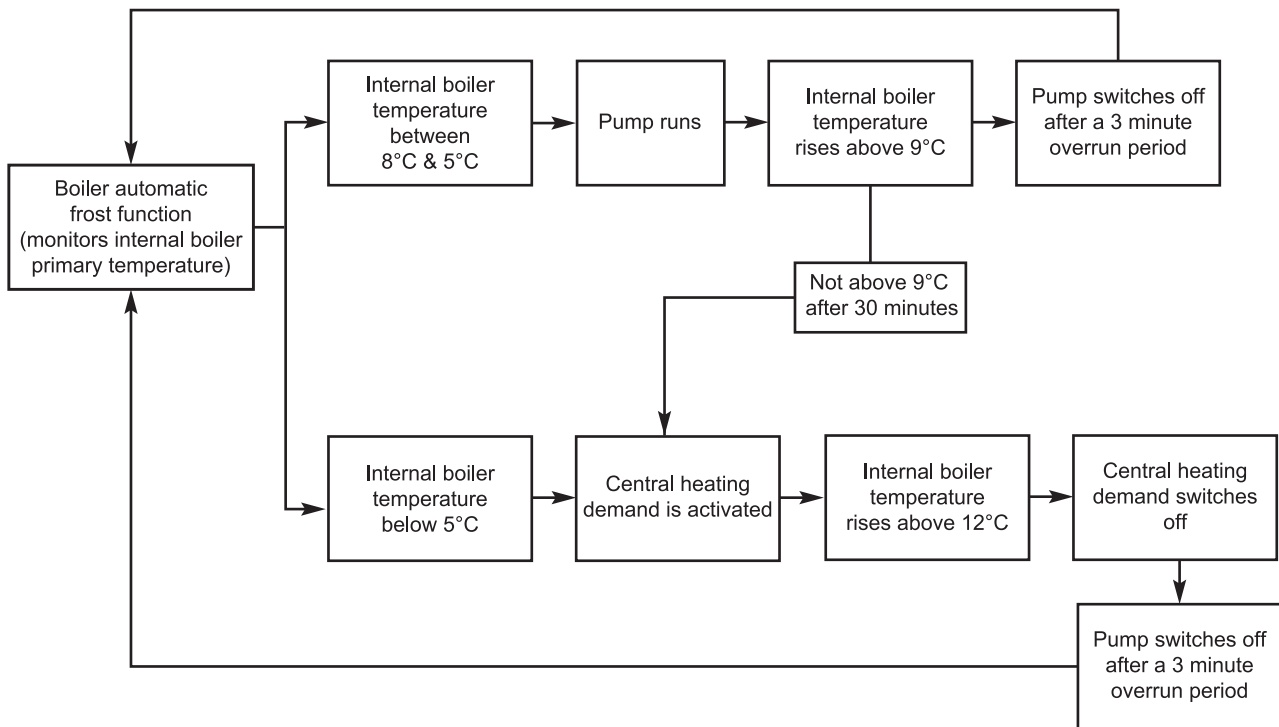 Boiler automatic
frost function
(monitors internal boiler
primary temperature)
Internal boiler
temperature
between
8°C & 5°C
Pump runs
Internal boiler
temperature
rises above 9°C
Pump switches off
after a 3 minute
overrun period
Not above 9°C
after 30 minutes
Internal boiler
temperature
below 5°C
Central heating
demand is activated
Internal boiler
temperature
rises above 12°C
Central heating
demand switches
off
Pump switches off
after a 3 minute
overrun period